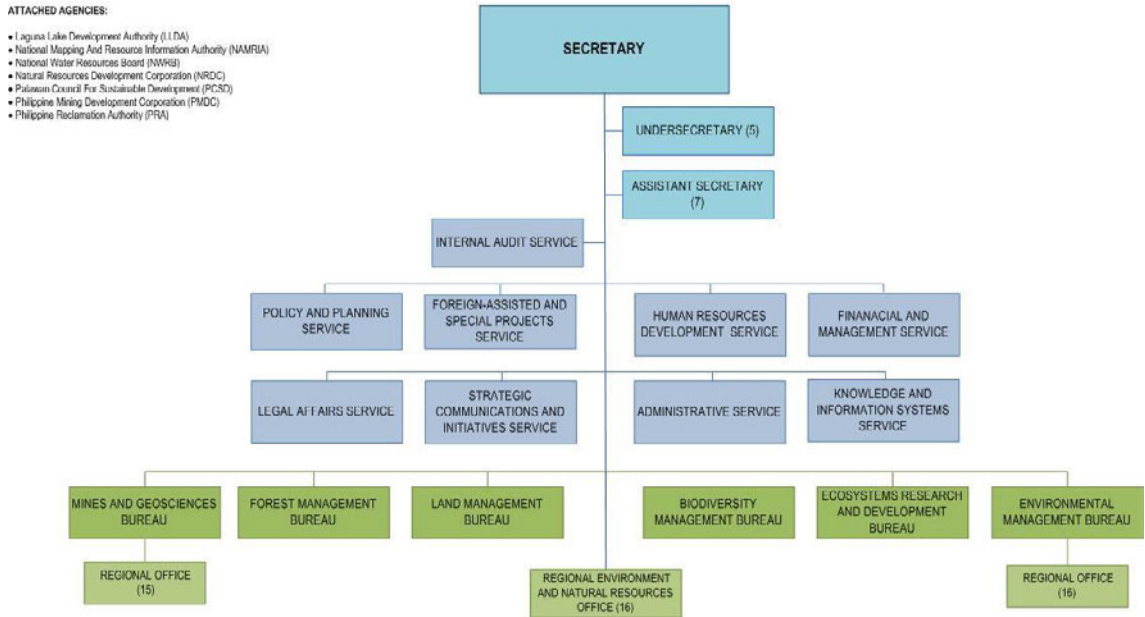 ATTACHED AGENCIES:
• Laguna Lake Development Authority (LLDA)
• National Mapping And Resource Information Authority (NAMRIA)
• National Water Resources Board (NWRB)
• Natural Resources Development Corporation (NRDC)
• Palawan Council For Sustainable Development (PCSD)
• Philippine Mining Development Corporation (PMDC)
• Philippine Reclamation Authority (PRA)
SECRETARY
UNDERSECRETARY (5)
ASSISTANT SECRETARY
(7)
INTERNAL AUDIT SERVICE
POLICY AND PLANNING
SERVICE
FOREIGN-ASSISTED AND
SPECIAL PROJECTS
SERVICE
HUMAN RESOURCES
DEVELOPMENT SERVICE
FINANACIAL AND
MANAGEMENT SERVICE
LEGAL AFFAIRS SERVICE
STRATEGIC
COMMUNICATIONS AND
INITIATIVES SERVICE
ADMINISTRATIVE SERVICE
KNOWLEDGE AND
INFORMATION SYSTEMS
SERVICE
MINES AND GEOSCIENCES
BUREAU
FOREST MANAGEMENT
BUREAU
LAND MANAGEMENT
BUREAU
BIODIVERSITY
MANAGEMENT BUREAU
ECOSYSTEMS RESEARCH
AND DEVELOPMENT
BUREAU
ENVIRONMENTAL
MANAGEMENT BUREAU
REGIONAL OFFICE
(15)
REGIONAL ENVIRONMENT
AND NATURAL RESOURCES
OFFICE (16)
REGIONAL OFFICE
(16)